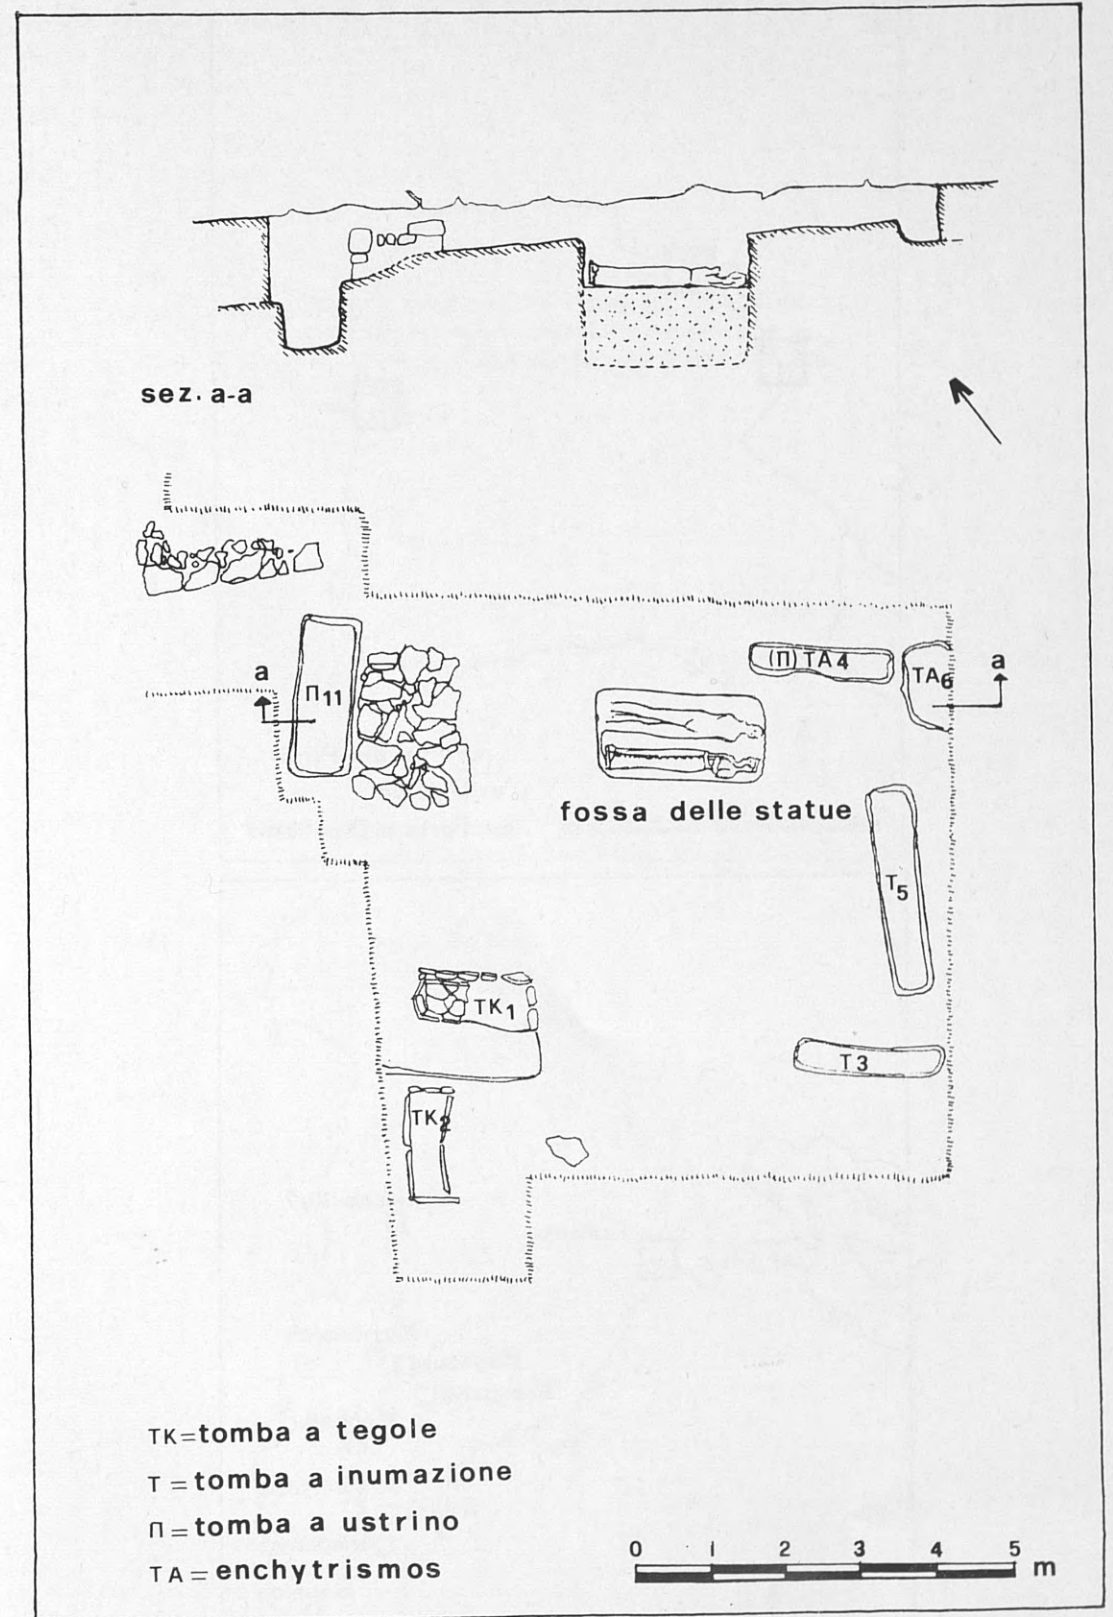 sez. a-a
a
Π11
(Π) TA4
TA6
a
fossa delle statue
T5
TK1
T3
TK2
TK=tomba a tegole
T=tomba a inumazione
Π=tomba a ustrino
TA=enchytrismos
0 1 2 3 4 5 m